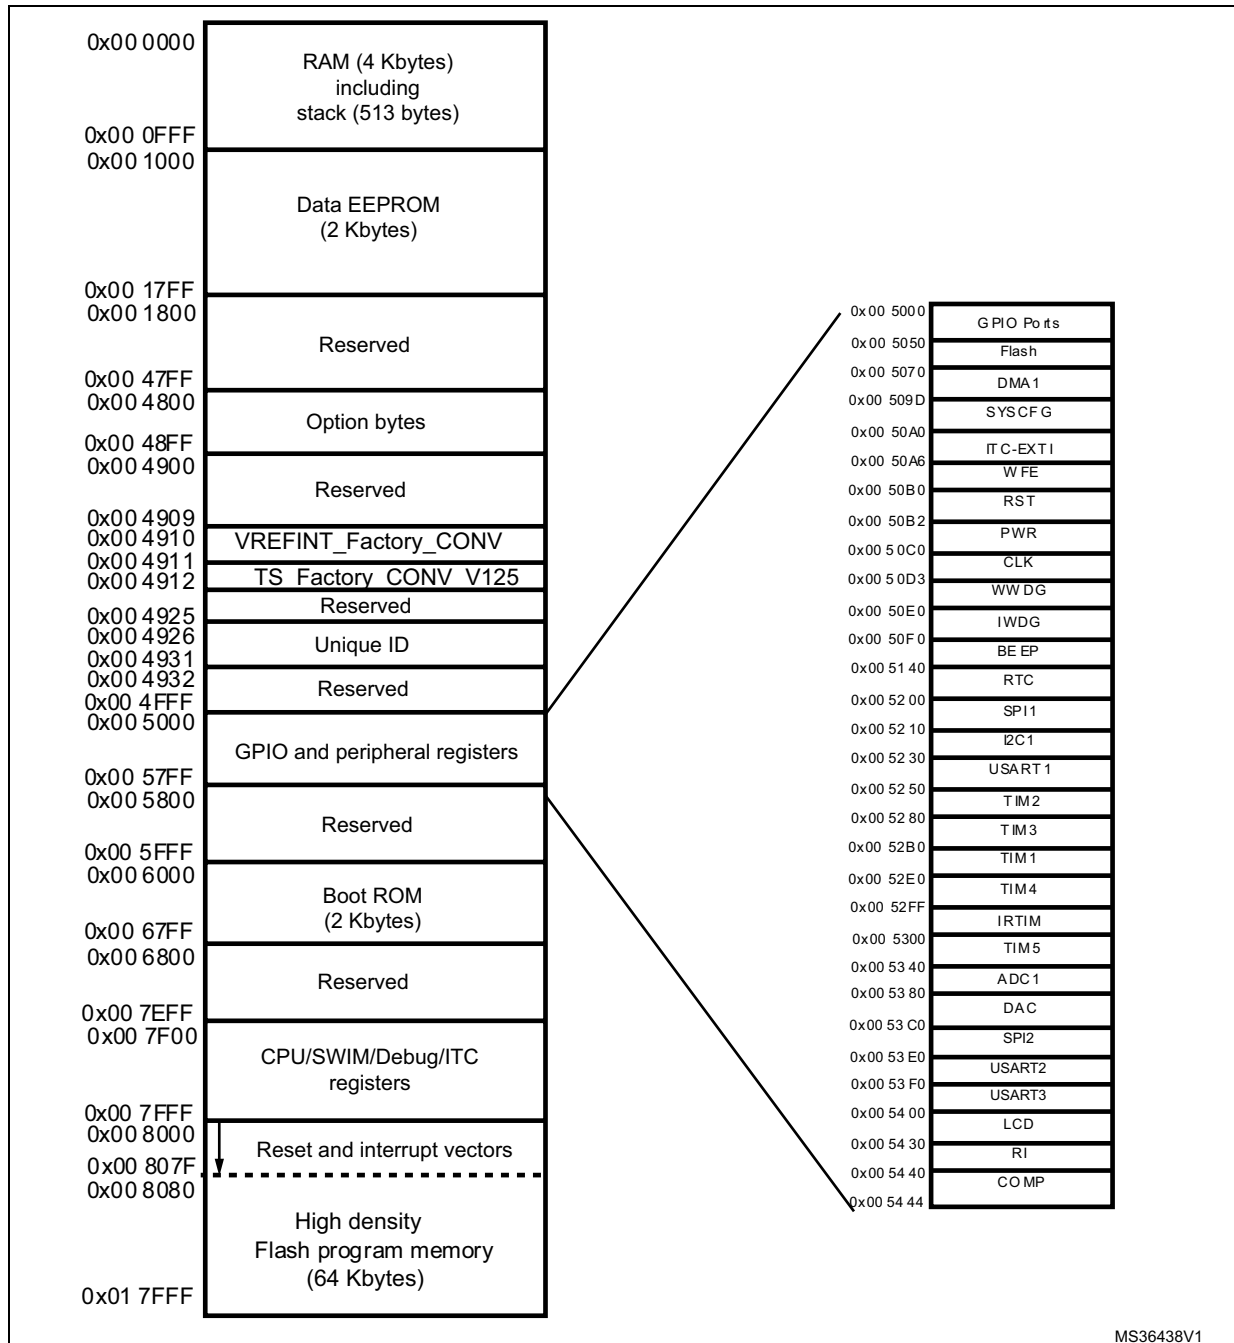 0x00 0000
RAM (4 Kbytes)
including
stack (513 bytes)
0x00 0FFF
0x00 1000
Data EEPROM
(2 Kbytes)
0x00 17FF
0x00 1800
Reserved
0x00 47FF
0x00 4800
Option bytes
0x00 48FF
0x00 4900
Reserved
0x00 4909
0x00 4910
VREFINT_Factory_CONV
0x00 4911
0x00 4912
TS_Factory_CONV_V125
Reserved
0x00 4925
0x00 4926
Unique ID
0x00 4931
0x00 4932
Reserved
0x00 4FFF
0x00 5000
GPIO and peripheral registers
0x00 57FF
0x00 5800
Reserved
0x00 5FFF
0x00 6000
Boot ROM
(2 Kbytes)
0x00 67FF
0x00 6800
Reserved
0x00 7EFF
0x00 7F00
CPU/SWIM/Debug/ITC
registers
0x00 7FFF
0x00 8000
Reset and interrupt vectors
0x00 807F
0x00 8080
High density
Flash program memory
(64 Kbytes)
0x01 7FFF
0x00 5000
GPIO Ports
0x00 5050
Flash
0x00 5070
DMA1
0x00 509D
SYSCFG
0x00 50A0
ITC-EXTI
0x00 50A6
WFE
0x00 50B0
RST
0x00 50B2
PWR
0x00 50C0
CLK
0x00 50D3
WWDG
0x00 50E0
IWDG
0x00 50F0
BEEP
0x00 5140
RTC
0x00 5200
SPI1
0x00 5210
I2C1
0x00 5230
USART1
0x00 5250
TIM2
0x00 5280
TIM3
0x00 52B0
TIM1
0x00 52E0
TIM4
0x00 52FF
IRTIM
0x00 5300
TIM5
0x00 5340
ADC1
0x00 5380
DAC
0x00 53C0
SPI2
0x00 53E0
USART2
0x00 53F0
USART3
0x00 5400
LCD
0x00 5430
RI
0x00 5440
COMP
0x00 5444
MS36438V1